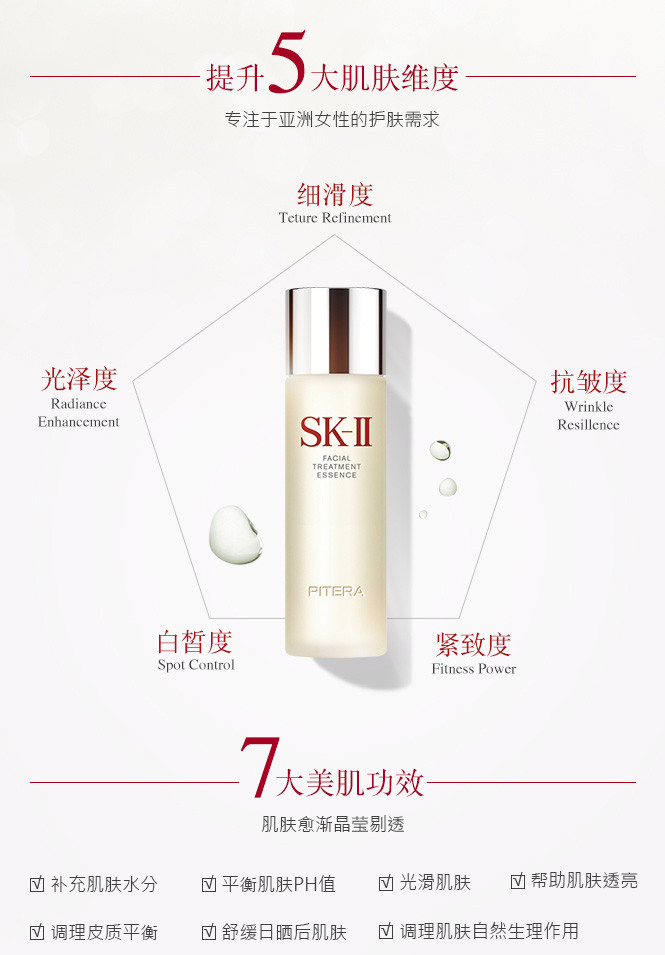 提升5大肌肤维度
专注于亚洲女性的护肤需求
细滑度
Teture Refinement
光泽度
Radiance
Enhancement
抗皱度
Wrinkle
Resillence
SK-II
FACIAL
TREATMENT
ESSENCE
PITERA
白皙度
Spot Control
紧致度
Fitness Power
7大美肌功效
肌肤愈渐晶莹剔透
补充肌肤水分
平衡肌肤PH值
光滑肌肤
帮助肌肤透亮
调理皮质平衡
舒缓日晒后肌肤
调理肌肤自然生理作用